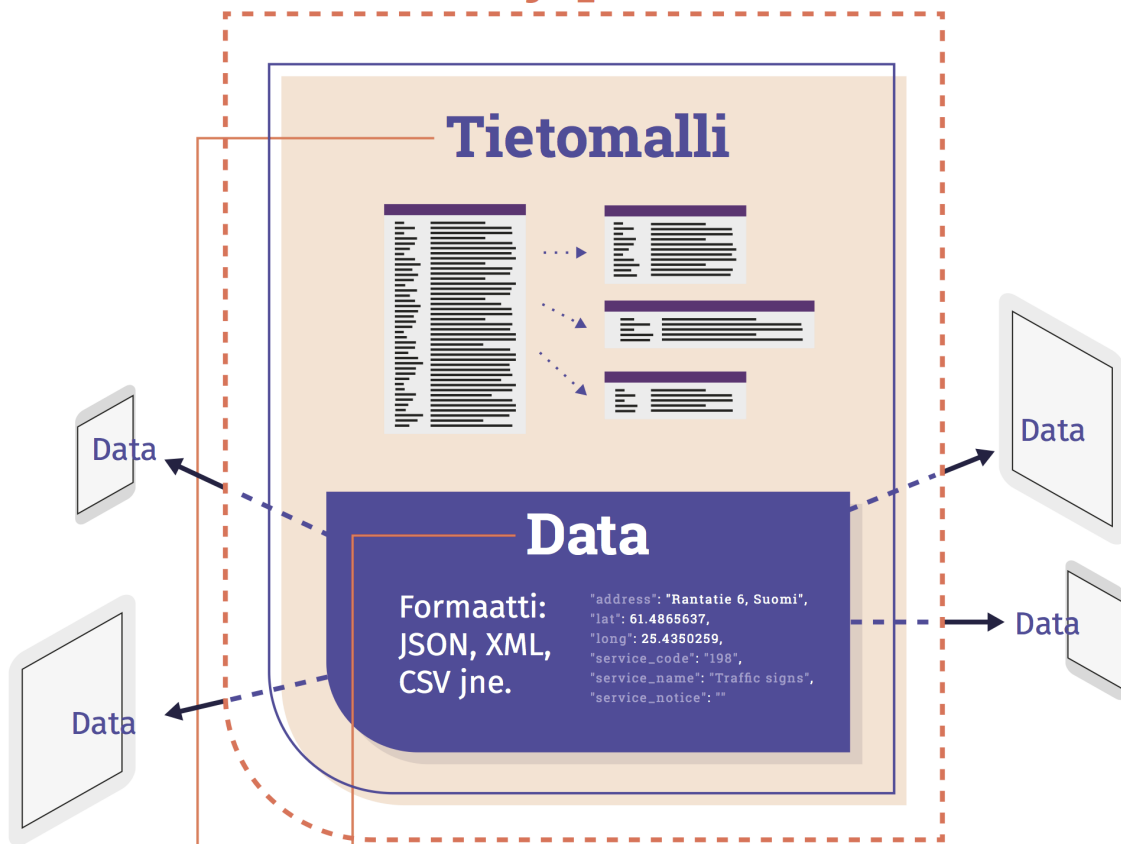 Tietomalli
Data
Data
Data
Formaatti:
JSON, XML,
CSV jne.
"address": "Rantatie 6, Suomi",
"lat": 61.4865637,
"long": 25.4350259,
"service_code": "198",
"service_name": "Traffic signs",
"service_notice": ""
Data
Data